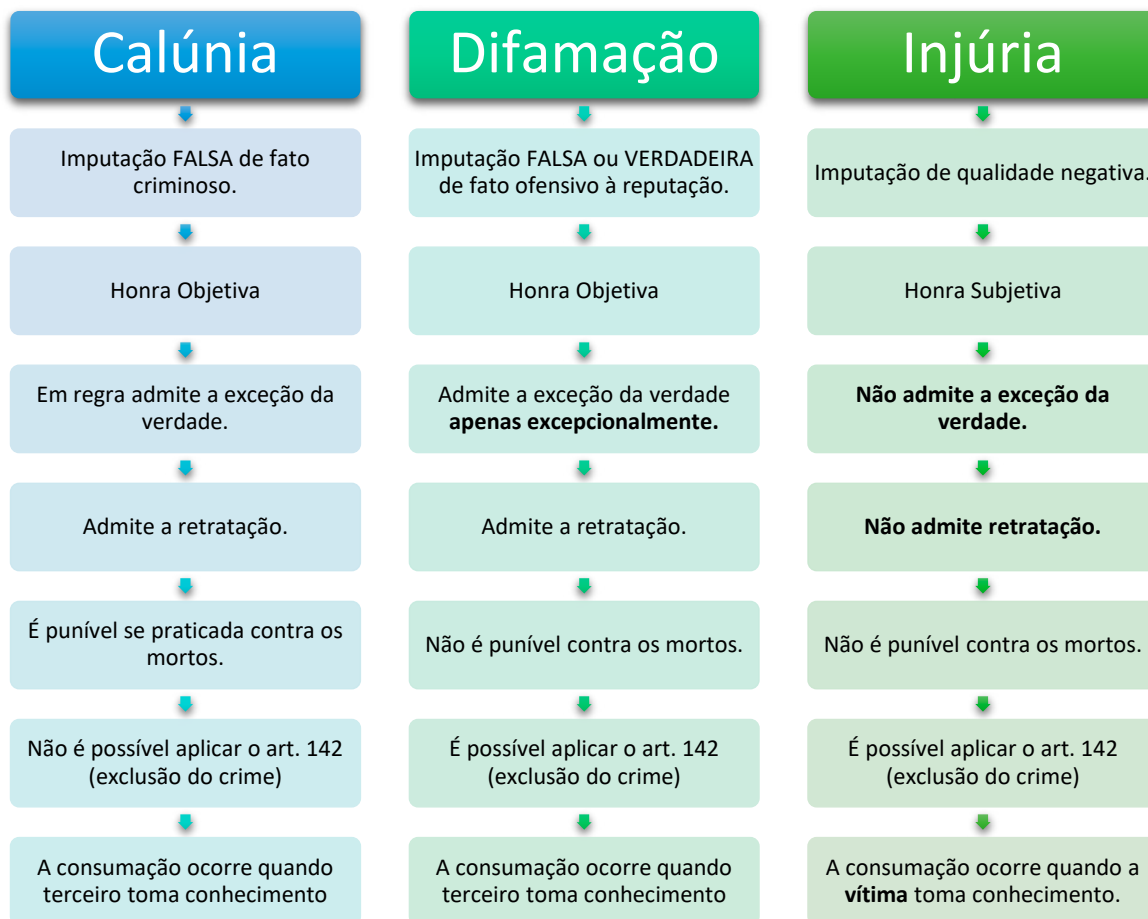 Calúnia
Imputação FALSA de fato
criminoso.
Honra Objetiva
Em regra admite a exceção da
verdade.
Admite a retratação.
É punível se praticada contra os
mortos.
Não é possível aplicar o art. 142
(exclusão do crime)
A consumação ocorre quando
terceiro toma conhecimento
Difamação
Imputação FALSA ou VERDADEIRA
de fato ofensivo à reputação.
Honra Objetiva
Admite a exceção da verdade
apenas excepcionalmente.
Admite a retratação.
Não é punível contra os mortos.
É possível aplicar o art. 142
(exclusão do crime)
A consumação ocorre quando
terceiro toma conhecimento
Injúria
Imputação de qualidade negativa.
Honra Subjetiva
Não admite a exceção da
verdade.
Não admite retratação.
Não é punível contra os mortos.
É possível aplicar o art. 142
(exclusão do crime)
A consumação ocorre quando a
vítima toma conhecimento.